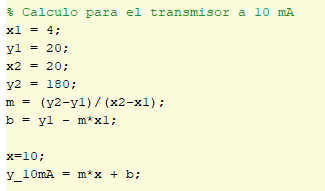 % Calculo para el transmisor a 10 mA
x1 = 4;
y1 = 20;
x2 = 20;
y2 = 180;
m = (y2-y1)/(x2-x1);
b = y1 - m*x1;
x=10;
y_10mA = m*x + b;